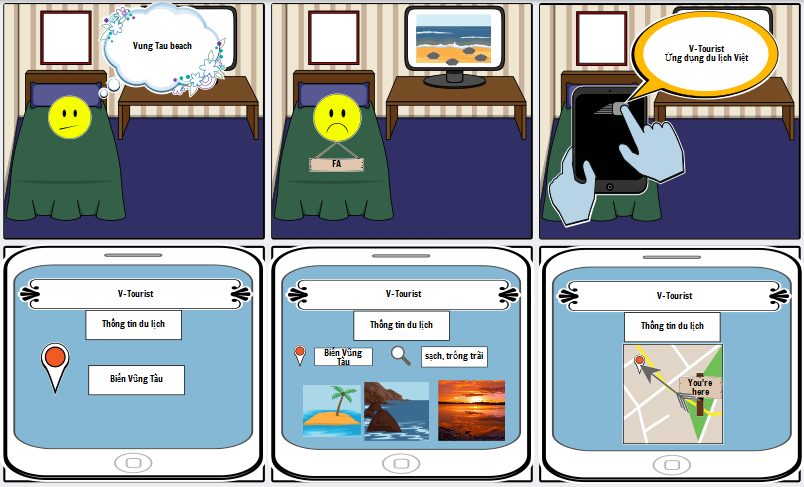 Vung Tau beach
FA
V-Tourist
Ứng dụng du lịch Việt
V-Tourist
Thông tin du lịch
Biển Vũng Tàu
V-Tourist
Thông tin du lịch
Biển Vũng
Tàu
sạch, trống trải
V-Tourist
Thông tin du lịch
You're
here